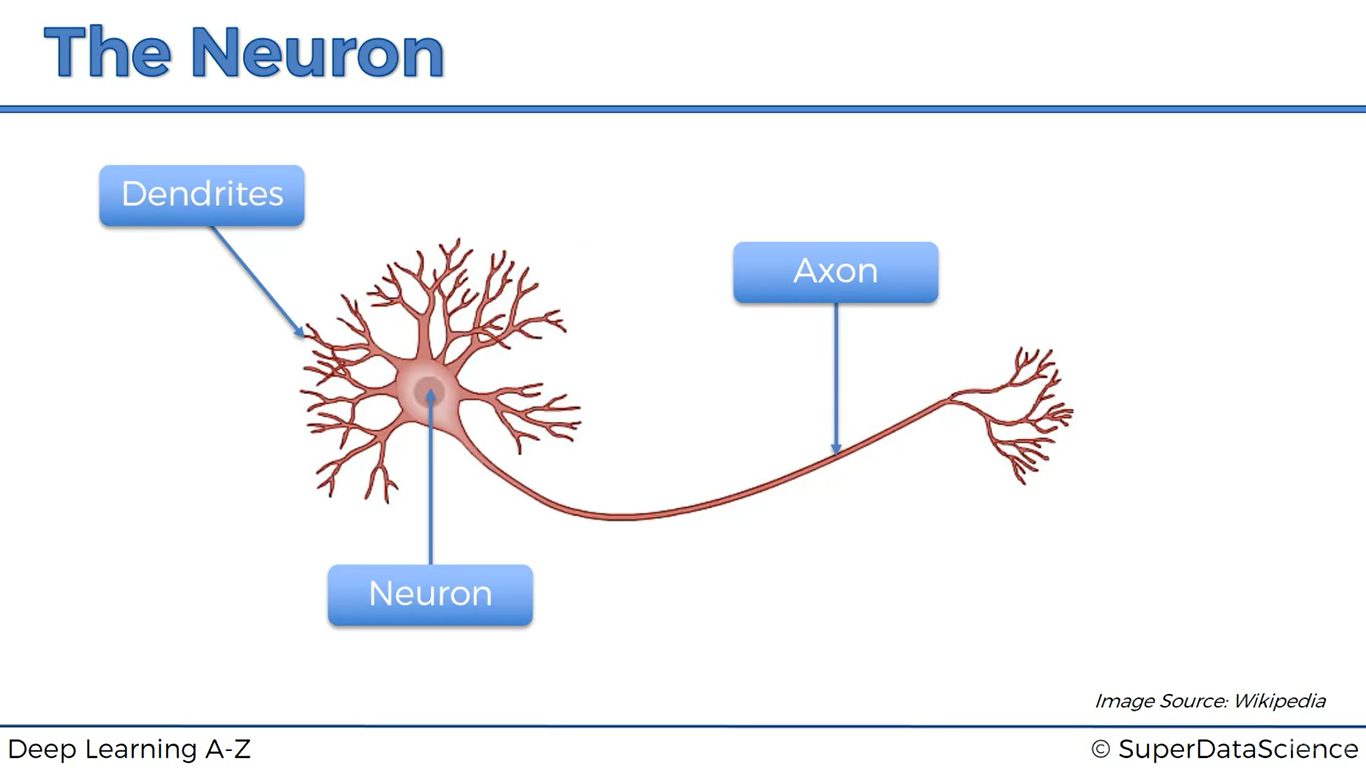 The Neuron
Dendrites
Axon
Neuron
Image Source: Wikipedia
Deep Learning A-Z
© SuperDataScience